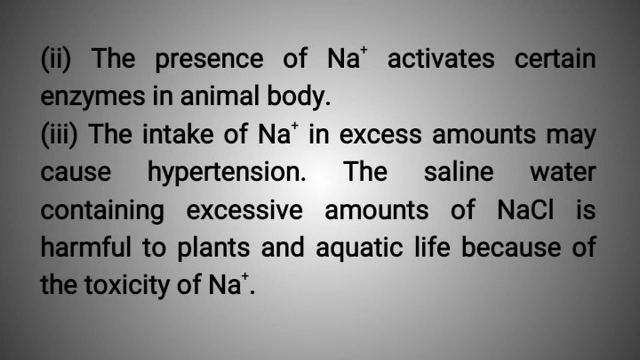 (ii) The presence of Na⁺ activates certain
enzymes in animal body.
(iii) The intake of Na⁺ in excess amounts may
cause hypertension. The saline water
containing excessive amounts of NaCl is
harmful to plants and aquatic life because of
the toxicity of Na⁺.